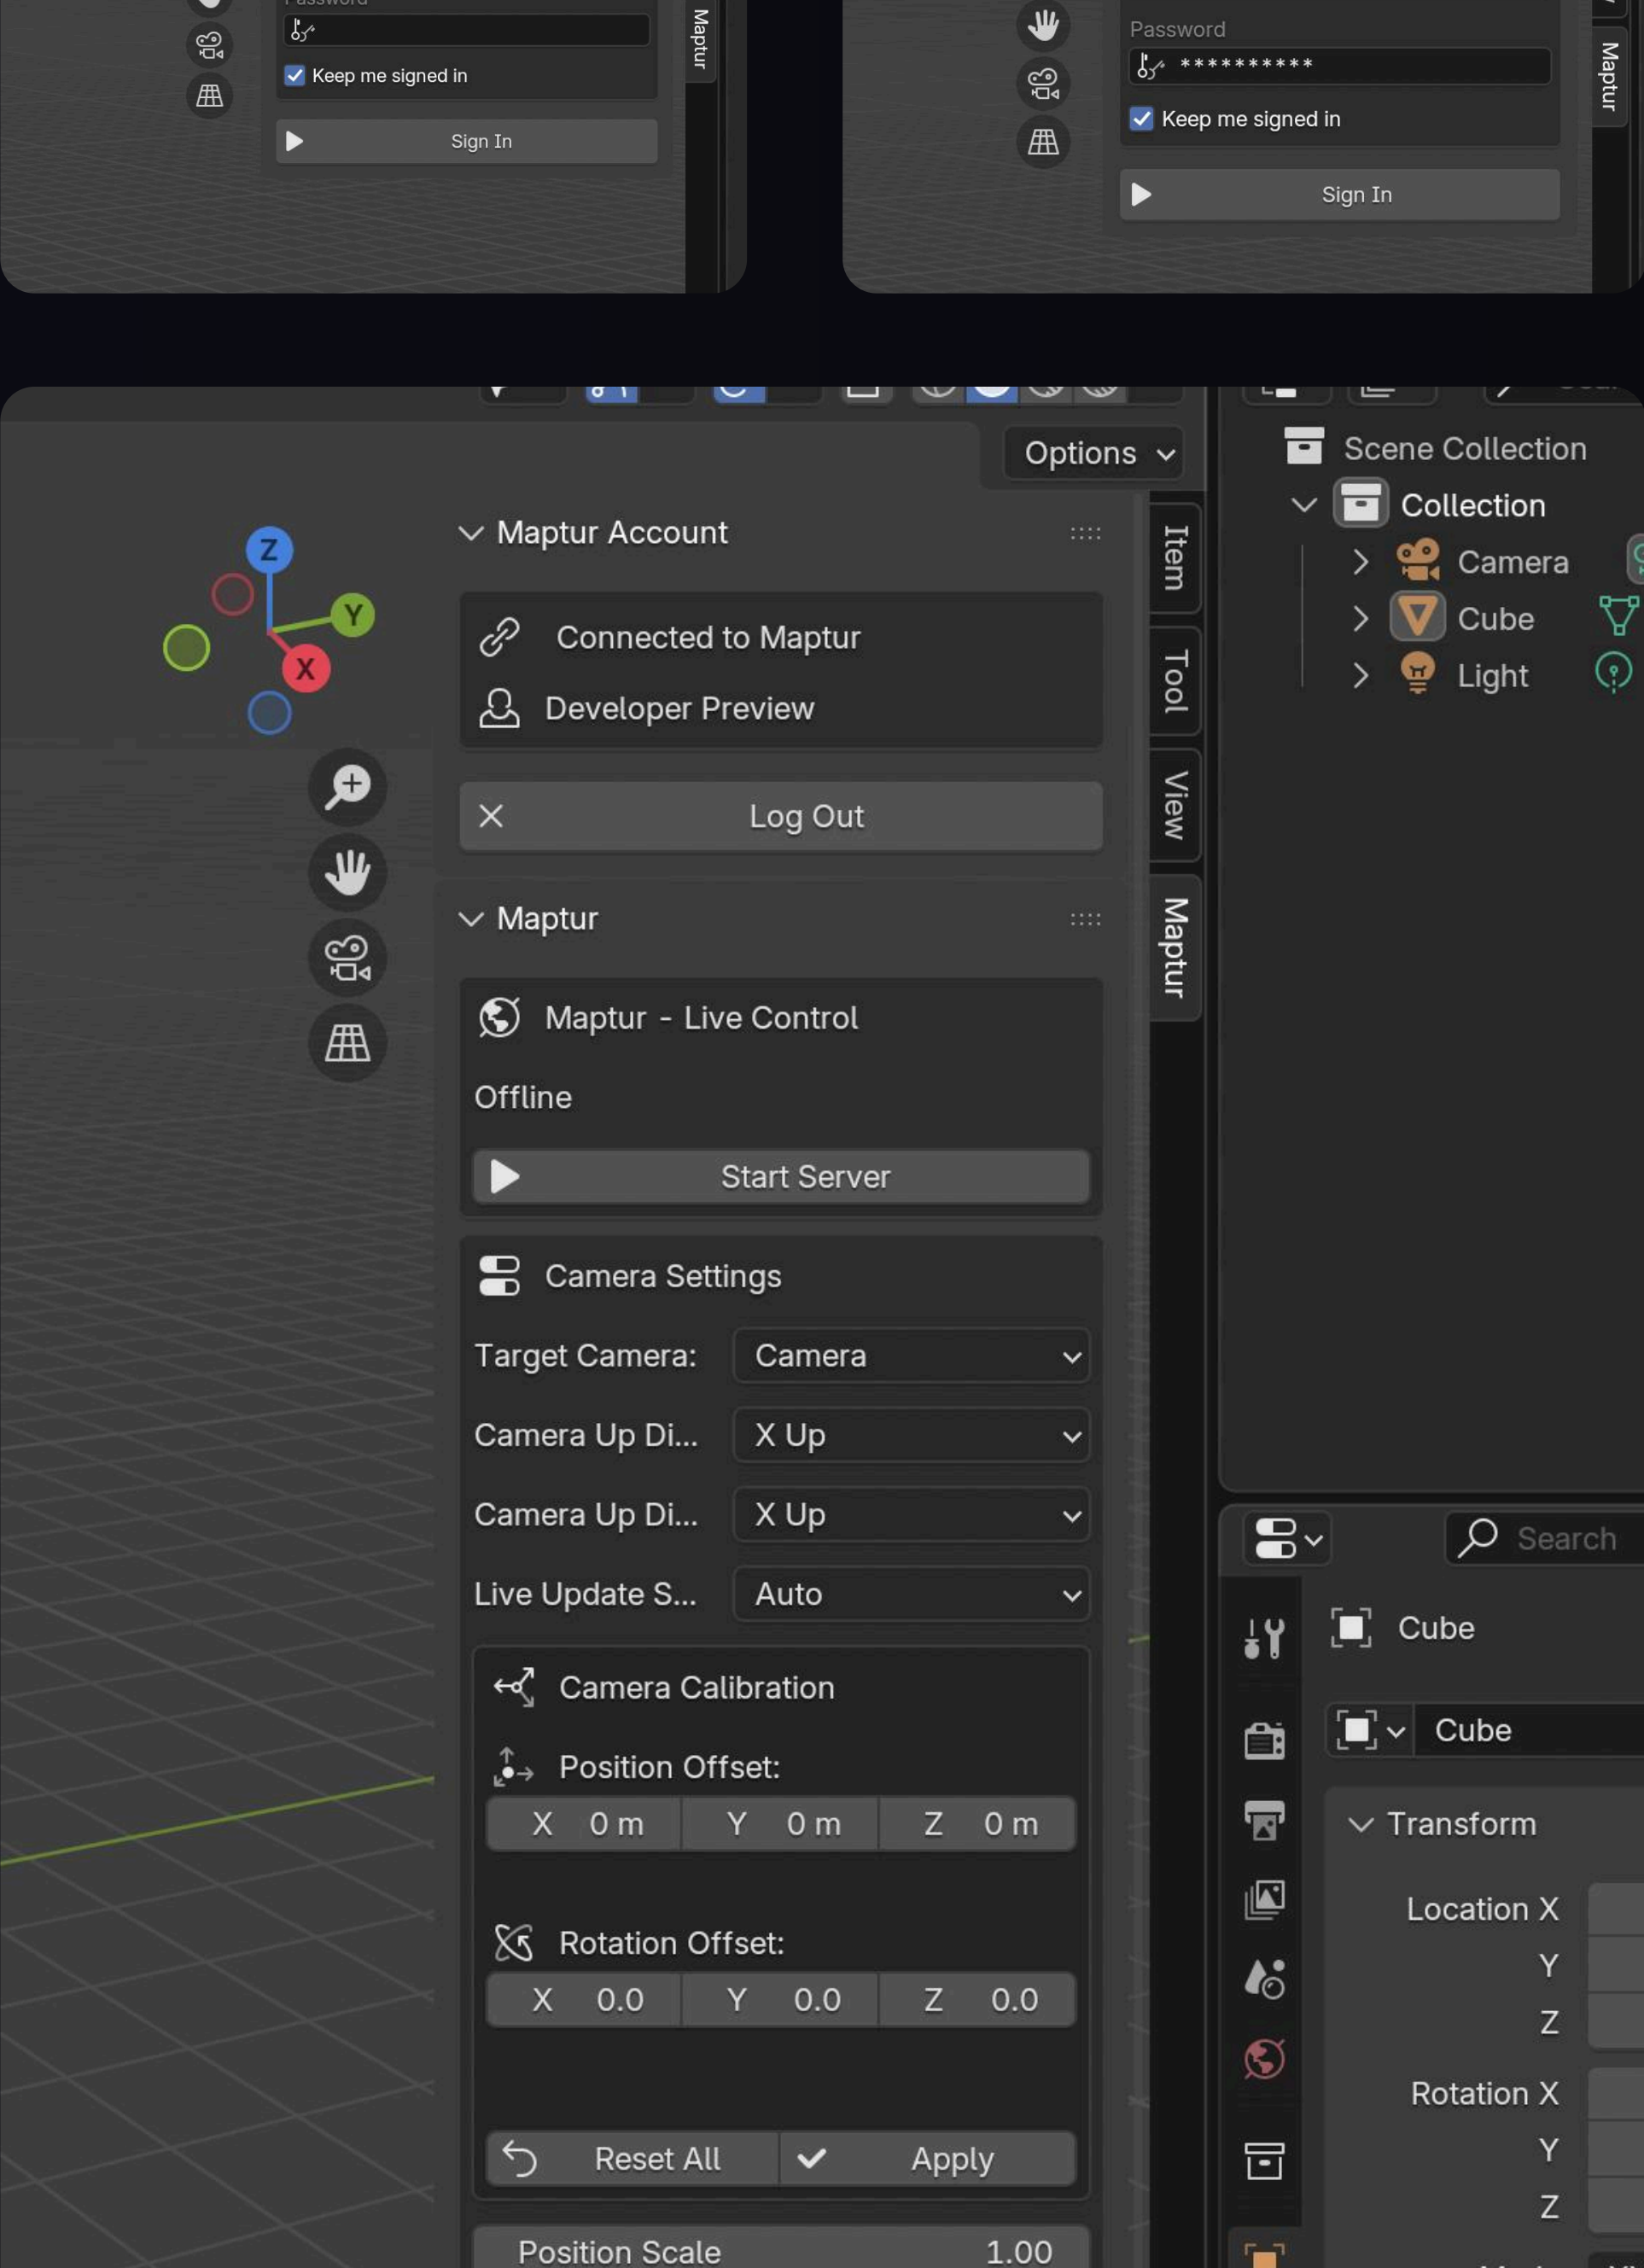 Password
Keep me signed in
Sign In
Maptur
Password
**********
Keep me signed in
Sign In
Maptur
Options
Z
Y
X
Maptur Account
Connected to Maptur
Developer Preview
Log Out
Maptur
Maptur - Live Control
Offline
Start Server
Camera Settings
Target Camera: Camera
Camera Up Di... X Up
Camera Up Di... X Up
Live Update S... Auto
Camera Calibration
Position Offset:
X 0 m Y 0 m Z 0 m
Rotation Offset:
X 0.0 Y 0.0 Z 0.0
Reset All Apply
Position Scale 1.00
Item
Tool
View
Maptur
Scene Collection
Collection
Camera
Cube
Light
Search
Cube
Cube
Transform
Location X
Y
Z
Rotation X
Y
Z